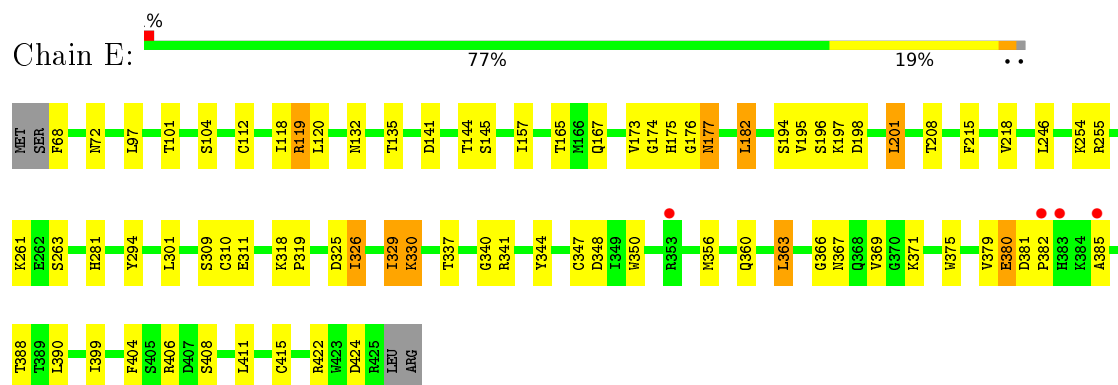 .%
Chain E:
77% 19% • •
MET SER F68 N72 L97 T101 S104 C112 I118 R119 L120 N132 T135 D141 T144 S145 I157 T165 M166 Q167 V173 G174 H175 G176 N177 L182 S194 V195 S196 K197 D198 L201 T208 F215 V218 L246 K254 R255
K261 E262 S263 H281 Y294 L301 S309 C310 E311 K318 P319 D325 I326 I329 K330 T337 G340 R341 Y344 C347 D348 I349 W350 R353 M356 Q360 L363 G366 N367 Q368 V369 G370 K371 W375 V379 E380 D381 P382 H383 K384 A385
T388 T389 L390 I399 F404 S405 R406 D407 S408 L411 C415 R422 W423 D424 R425 LEU ARG